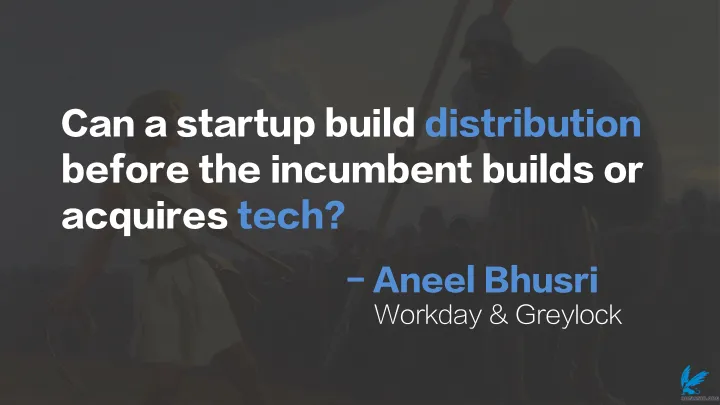 Can a startup build distribution
before the incumbent builds or
acquires tech?
– Aneel Bhusri
Workday & Greylock